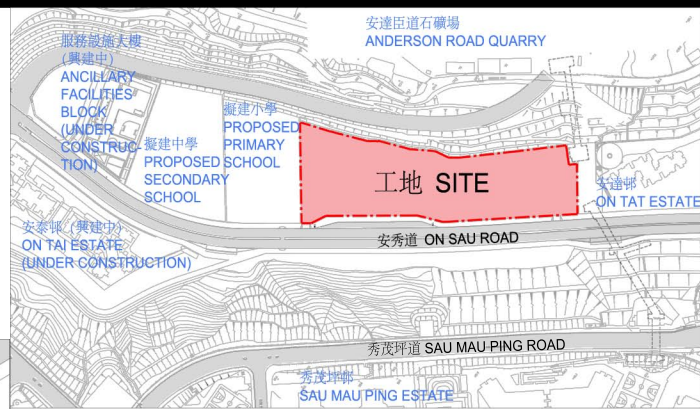 安達臣道石礦場
ANDERSON ROAD QUARRY
服務設施大樓
(興建中)
ANCILLARY
FACILITIES
BLOCK
(UNDER
CONSTRUC-
TION)
擬建中學
PROPOSED
SECONDARY
SCHOOL
擬建小學
PROPOSED
PRIMARY
SCHOOL
工地 SITE
安達邨
ON TAT ESTATE
安泰邨 (興建中)
ON TAI ESTATE
(UNDER CONSTRUCTION)
安秀道 ON SAU ROAD
秀茂坪道 SAU MAU PING ROAD
秀茂坪邨
SAU MAU PING ESTATE